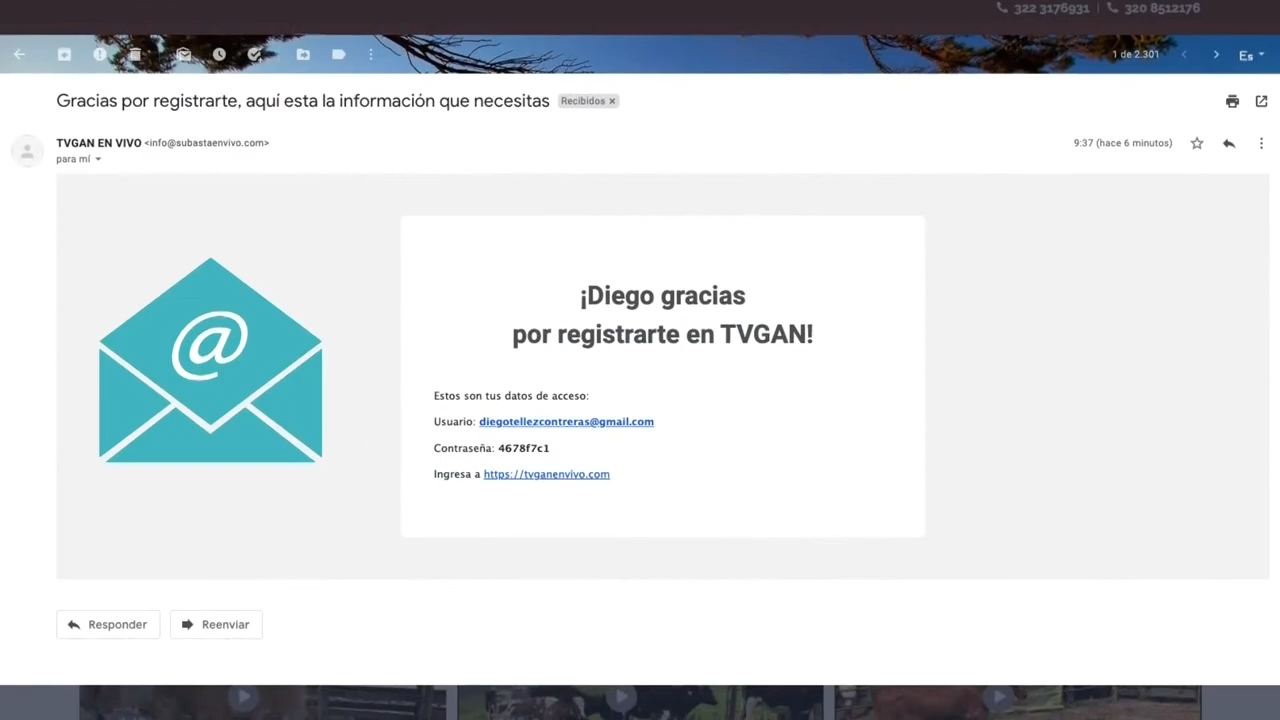 322 3176931 | 320 8512176
1 de 2.301
Es
Gracias por registrarte, aquí esta la información que necesitas Recibidos ×
TVGAN EN VIVO <info@subastaenvivo.com>
9:37 (hace 6 minutos)
para mí
@
¡Diego gracias
por registrarte en TVGAN!
Estos son tus datos de acceso:
Usuario: diegotellezcontreras@gmail.com
Contraseña: 4678f7c1
Ingresa a https://tvganenvivo.com
Responder
Reenviar